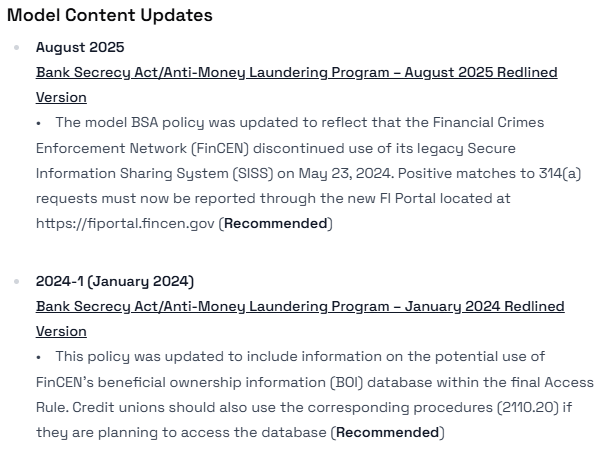 Model Content Updates
• August 2025
Bank Secrecy Act/Anti-Money Laundering Program – August 2025 Redlined
Version
• The model BSA policy was updated to reflect that the Financial Crimes
Enforcement Network (FinCEN) discontinued use of its legacy Secure
Information Sharing System (SISS) on May 23, 2024. Positive matches to 314(a)
requests must now be reported through the new FI Portal located at
https://fiportal.fincen.gov (Recommended)
• 2024-1 (January 2024)
Bank Secrecy Act/Anti-Money Laundering Program – January 2024 Redlined
Version
• This policy was updated to include information on the potential use of
FinCEN's beneficial ownership information (BOI) database within the final Access
Rule. Credit unions should also use the corresponding procedures (2110.20) if
they are planning to access the database (Recommended)